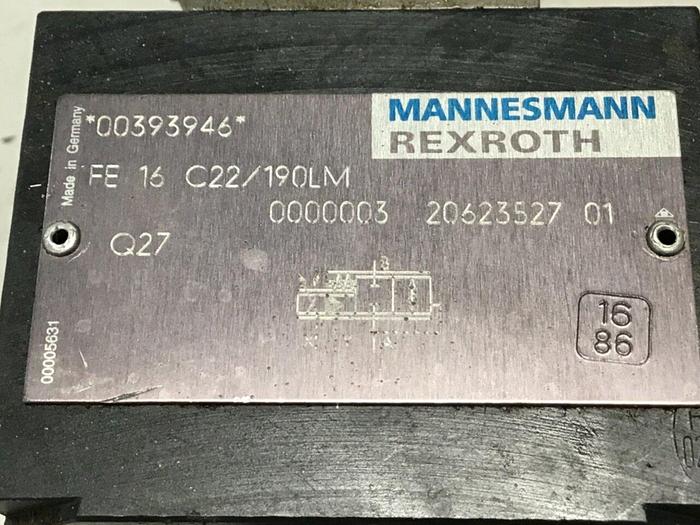 Made in Germany
*00393946*
MANNESMANN
REXROTH
FE 16 C22/190LM
0000003 20623527 01
Q27
16
86
00005631